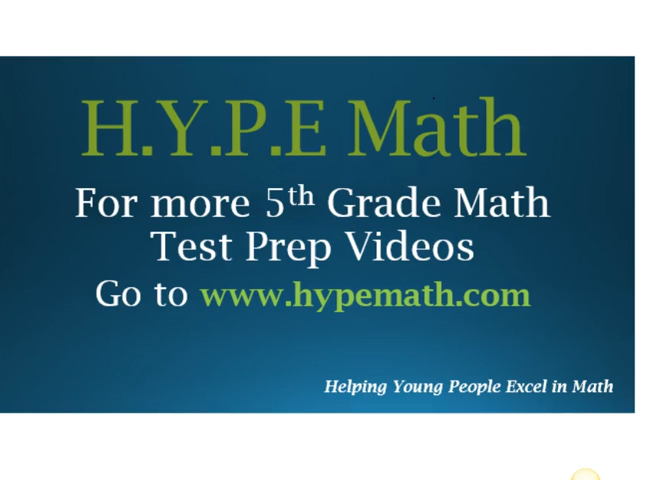 H.Y.P.E Math
For more 5th Grade Math
Test Prep Videos
Go to www.hypemath.com
Helping Young People Excel in Math